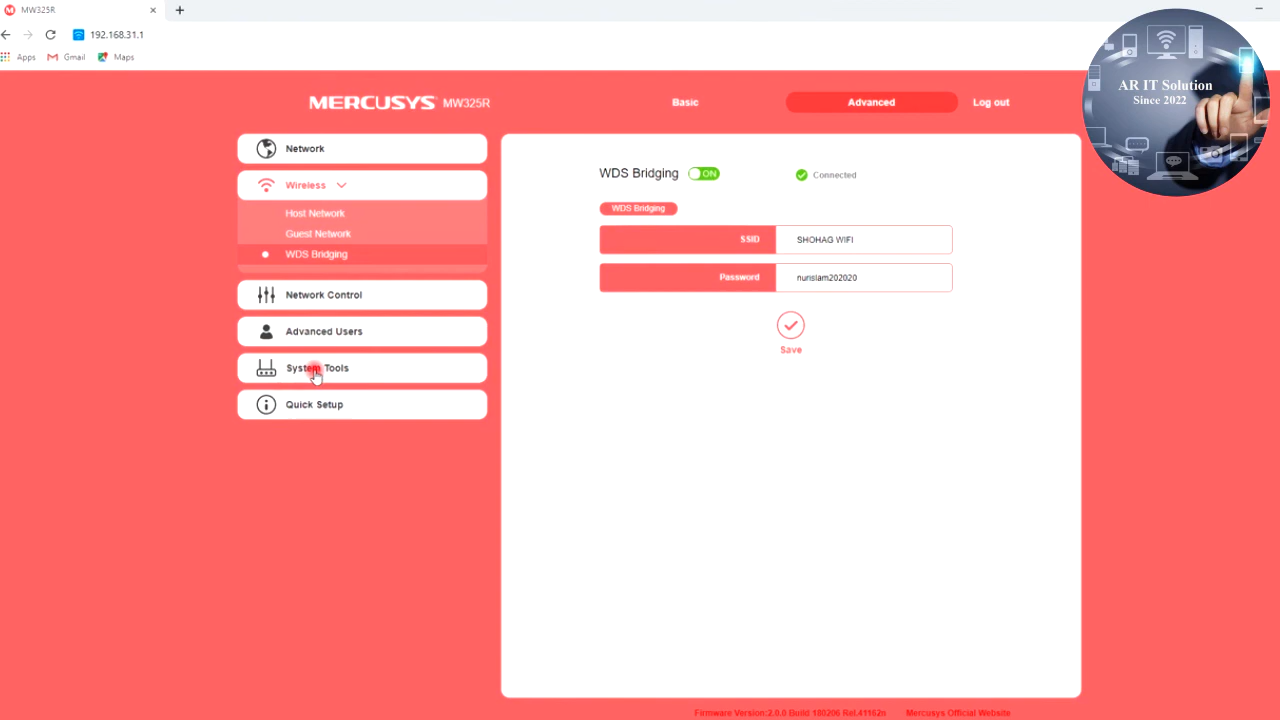 MW325R
192.168.31.1
Apps Gmail Maps
AR IT Solution
Since 2022
MERCUSYS MW325R
Basic
Advanced
Log out
Network
Wireless
Host Network
Guest Network
WDS Bridging
Network Control
Advanced Users
System Tools
Quick Setup
WDS Bridging ON
Connected
WDS Bridging
SSID SHOHAG WIFI
Password nurislam202020
Save
Firmware Version:2.0.0 Build 180206 Rel.41162n
Mercusys Official Website